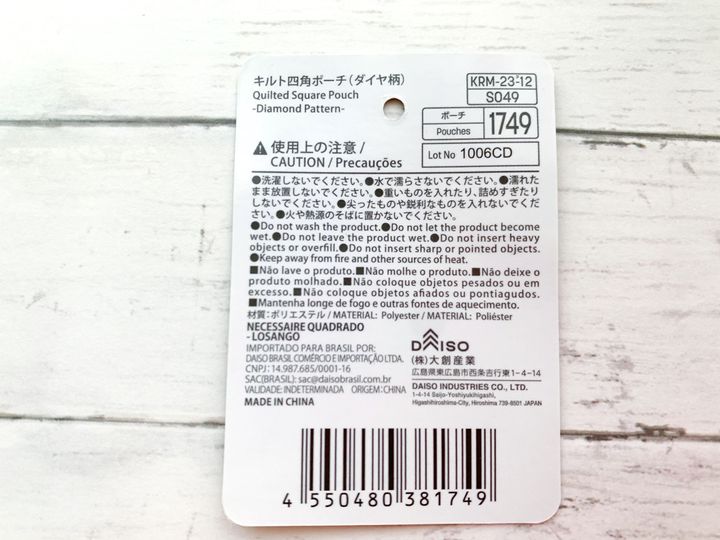 キルト四角ポーチ（ダイヤ柄）
Quilted Square Pouch
-Diamond Pattern-
KRM-23-12
S049
ポーチ
Pouches
1749
Lot No 1006CD
使用上の注意/
CAUTION / Precauções
●洗濯しないでください。●水で濡らさないでください。●濡れた
まま放置しないでください。●重いものを入れたり、詰めすぎたり
しないでください。●尖ったものや鋭利なものを入れないでくだ
さい。●火や熱源のそばに置かないでください。
●Do not wash the product.●Do not let the product become
wet.●Do not leave the product wet.●Do not insert heavy
objects or overfill.●Do not insert sharp or pointed objects.
●Keep away from fire and other sources of heat.
■Não lave o produto.■Não molhe o produto.■Não deixe o
produto molhado.■Não coloque objetos pesados ou em
excesso.■Não coloque objetos afiados ou pontiagudos.
■Mantenha longe de fogo e outras fontes de aquecimento.
材質：ポリエステル / MATERIAL: Polyester / MATERIAL: Poliéster
NECESSAIRE QUADRADO
- LOSANGO
IMPORTADO PARA BRASIL POR:
DAISO BRASIL COMÉRCIO E IMPORTAÇÃO LTDA.
CNPJ: 14.987.685/0001-16
SAC(BRASIL): sac@daisobrasil.com.br
VALIDADE: INDETERMINADA ORIGEM: CHINA
MADE IN CHINA
DAISO
(株)大創産業
広島県東広島市西条吉行東1-4-14
DAISO INDUSTRIES CO., LTD.
1-4-14 Saijo-Yoshiyukihigashi,
Higashihiroshima-City, Hiroshima 739-8501 JAPAN
4 550480 381749